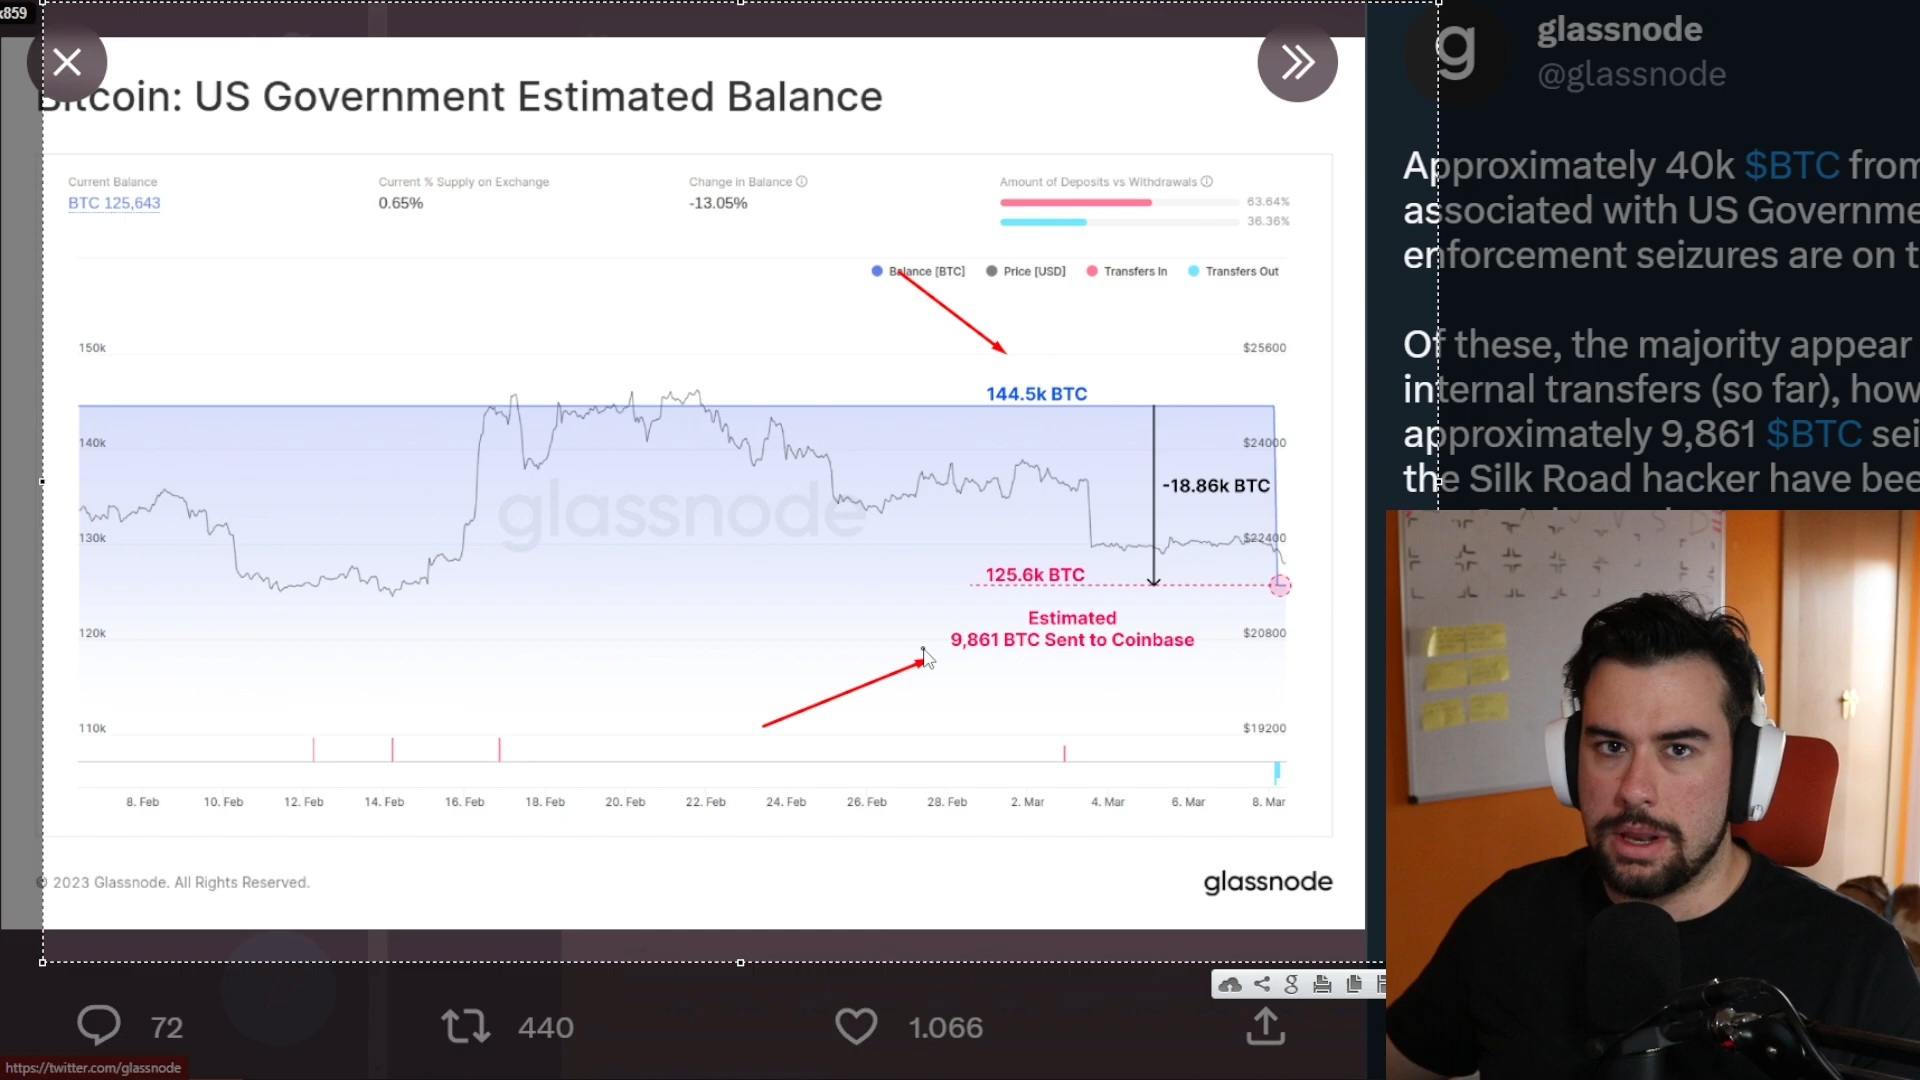 x859
Bitcoin: US Government Estimated Balance
Current Balance
BTC 125,643
Current % Supply on Exchange
0.65%
Change in Balance
-13.05%
Amount of Deposits vs Withdrawals
63.64%
36.36%
Balance [BTC]
Price [USD]
Transfers In
Transfers Out
150k
140k
130k
120k
110k
$25600
$24000
$22400
$20800
$19200
144.5k BTC
-18.86k BTC
125.6k BTC
Estimated
9,861 BTC Sent to Coinbase
glassnode
8. Feb
10. Feb
12. Feb
14. Feb
16. Feb
18. Feb
20. Feb
22. Feb
24. Feb
26. Feb
28. Feb
2. Mar
4. Mar
6. Mar
8. Mar
© 2023 Glassnode. All Rights Reserved.
glassnode
72
440
1.066
https://twitter.com/glassnode
g
glassnode
@glassnode
Approximately 40k $BTC from
associated with US Governme
enforcement seizures are on t
Of these, the majority appear
internal transfers (so far), how
approximately 9,861 $BTC sei
the Silk Road hacker have bee